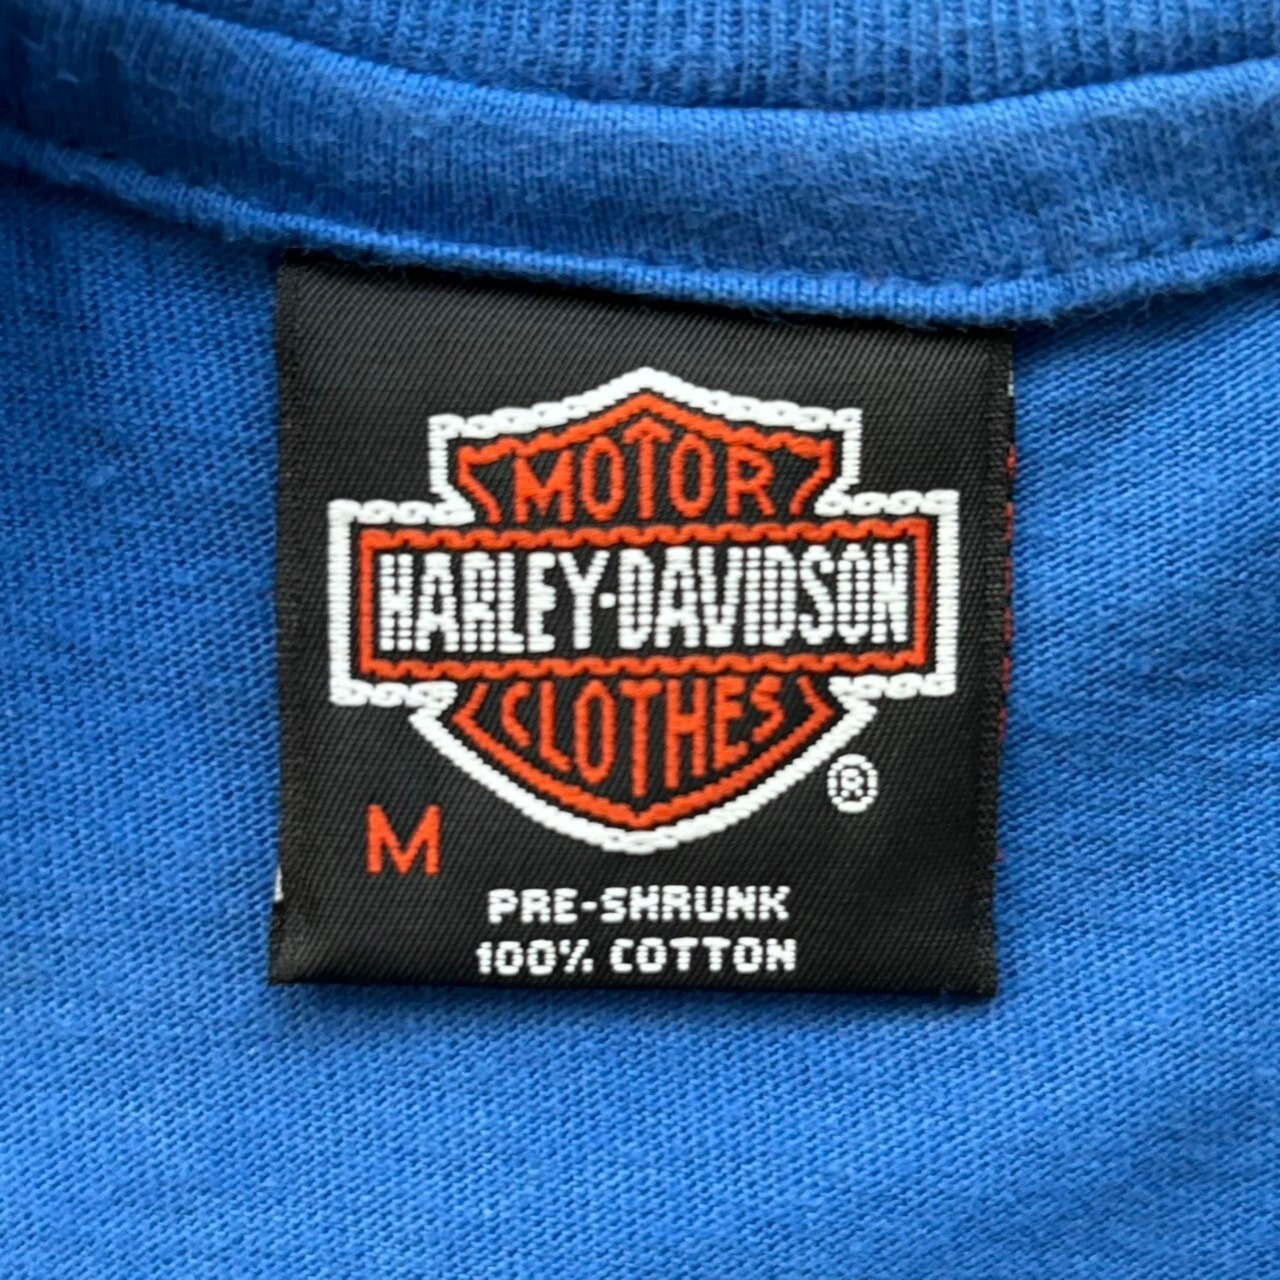 MOTOR
HARLEY-DAVIDSON
CLOTHES
®
M
PRE-SHRUNK
100% COTTON